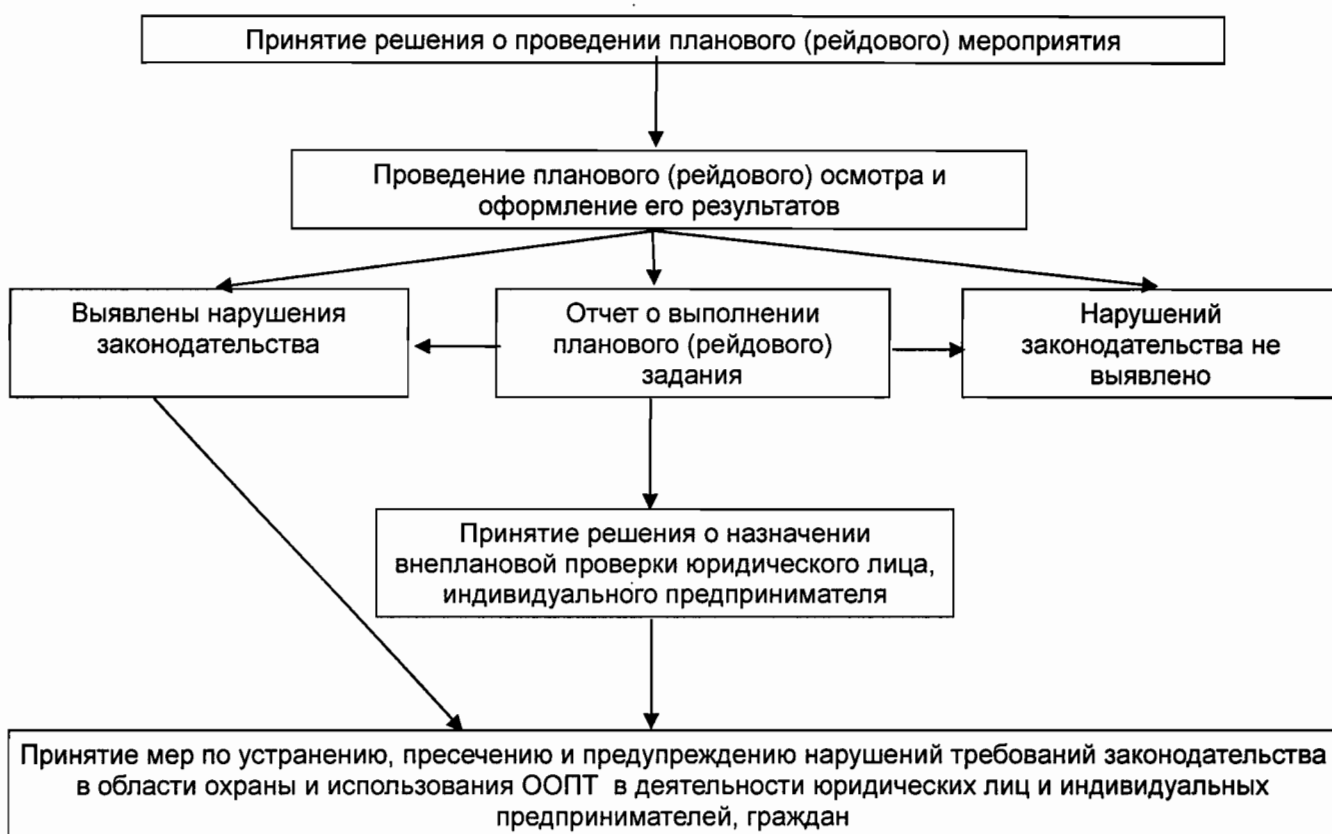 Принятие решения о проведении планового (рейдового) мероприятия
Проведение планового (рейдового) осмотра и
оформление его результатов
Выявлены нарушения
законодательства
Отчет о выполнении
планового (рейдового)
задания
Нарушений
законодательства не
выявлено
Принятие решения о назначении
внеплановой проверки юридического лица,
индивидуального предпринимателя
Принятие мер по устранению, пресечению и предупреждению нарушений требований законодательства
в области охраны и использования ООПТ в деятельности юридических лиц и индивидуальных
предпринимателей, граждан